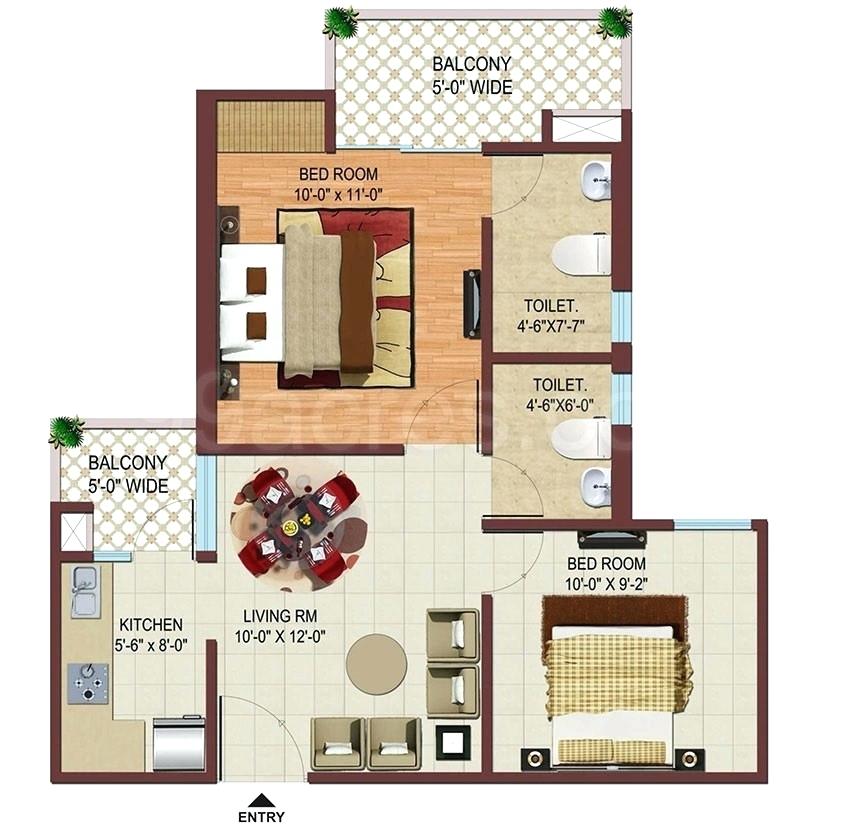 BALCONY
5'-0" WIDE
BED ROOM
10'-0" x 11'-0"
TOILET.
4'-6"X7'-7"
TOILET.
4'-6"X6'-0"
BALCONY
5'-0" WIDE
BED ROOM
10'-0" X 9'-2"
KITCHEN
5'-6" x 8'-0"
LIVING RM
10'-0" X 12'-0"
ENTRY